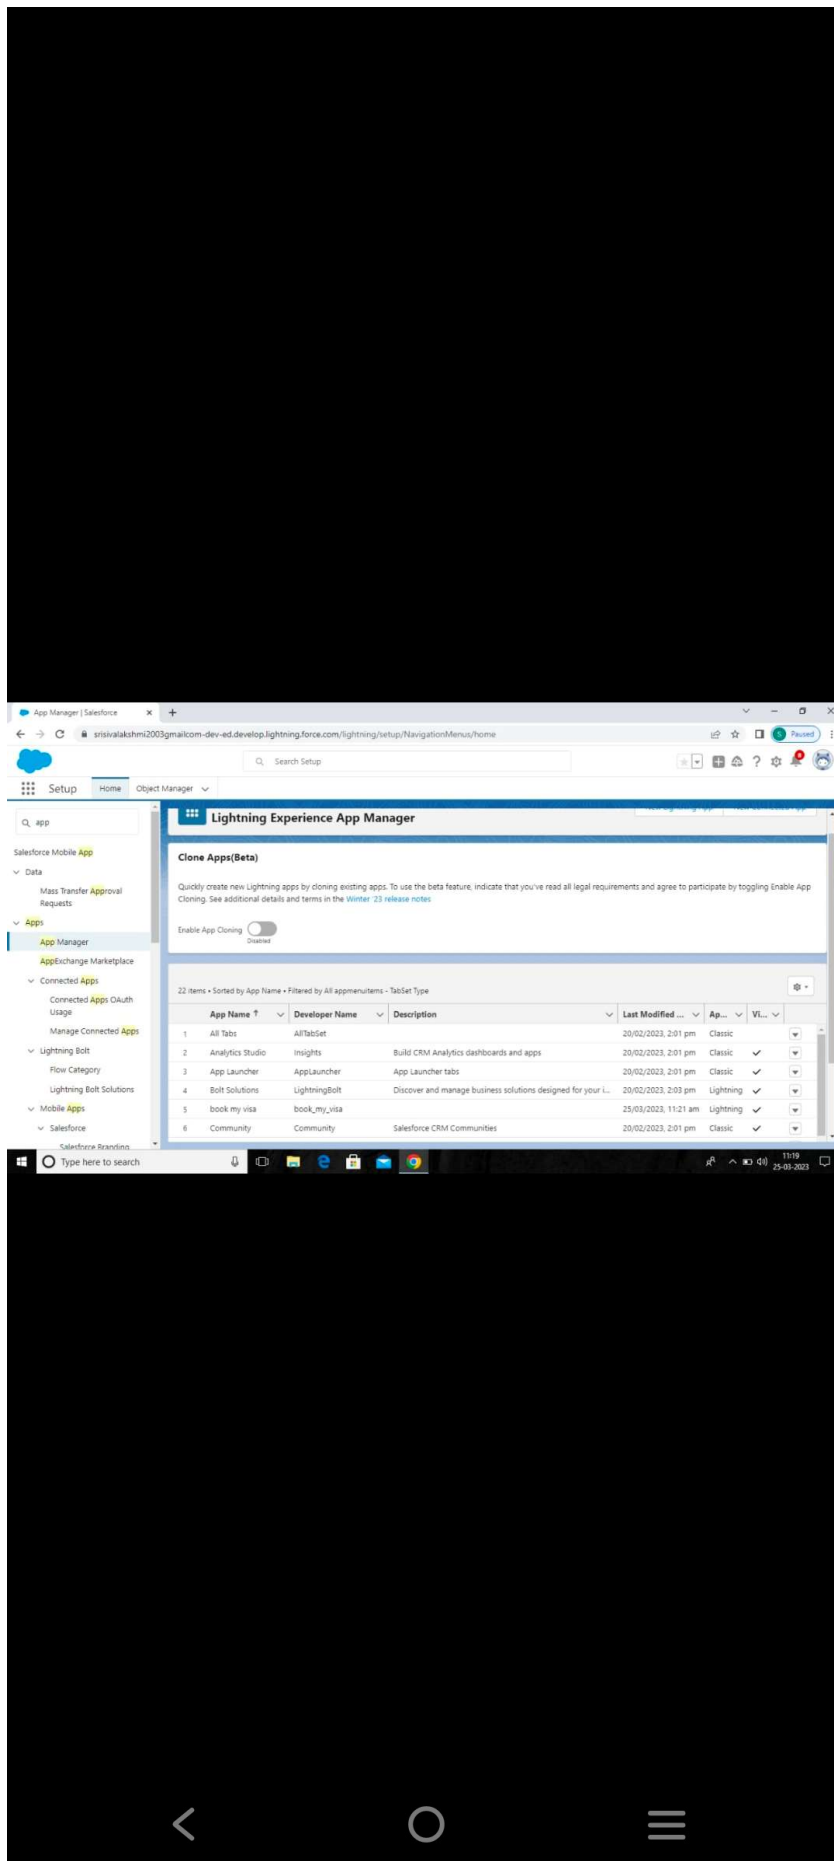 App Manager | Salesforce
srisivalakshmi2003gmailcom-dev-ed.develop.lightning.force.com/lightning/setup/NavigationMenus/home
S Paused
Search Setup
8
Setup Home Object Manager
app
Lightning Experience App Manager
Salesforce Mobile App
Data
Mass Transfer Approval
Requests
Apps
App Manager
AppExchange Marketplace
Connected Apps
Connected Apps OAuth
Usage
Manage Connected Apps
Lightning Bolt
Flow Category
Lightning Bolt Solutions
Mobile Apps
Salesforce
Salesforce Branding
Clone Apps(Beta)
Quickly create new Lightning apps by cloning existing apps. To use the beta feature, indicate that you've read all legal requirements and agree to participate by toggling Enable App
Cloning. See additional details and terms in the Winter '23 release notes
Enable App Cloning
Disabled
22 items • Sorted by App Name • Filtered by All appmenuitems - TabSet Type
App Name Developer Name Description Last Modified ... Ap... Vi...
1 All Tabs AllTabSet 20/02/2023, 2:01 pm Classic
2 Analytics Studio Insights Build CRM Analytics dashboards and apps 20/02/2023, 2:01 pm Classic
3 App Launcher AppLauncher App Launcher tabs 20/02/2023, 2:01 pm Classic
4 Bolt Solutions LightningBolt Discover and manage business solutions designed for your i... 20/02/2023, 2:03 pm Lightning
5 book my visa book_my_visa 25/03/2023, 11:21 am Lightning
6 Community Community Salesforce CRM Communities 20/02/2023, 2:01 pm Classic
Type here to search
11:19
25-03-2023